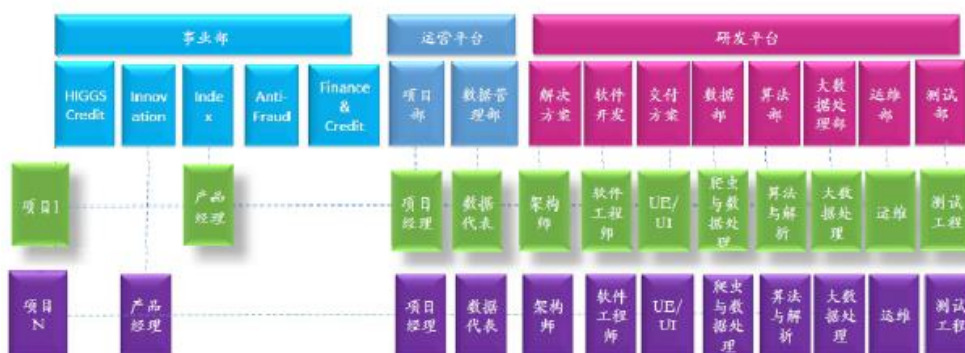 事业部
运营平台
研发平台
HIGGS
Credit
Innov
ation
Inde
x
Anti-
Fraud
Finance
&
Credit
项目
部
数据管
理部
解决
方案
软件
开发
交付
方案
数据
部
算法
部
大数
据处
理部
运维
部
测试
部
项目1
产品
经理
项目
经理
数据
代表
架构
师
软件
工程
师
UE/
UI
爬虫
与数
据处
理
算法
与解
析
大数
据处
理
运维
测试
工程
项目
N
产品
经理
项目
经理
数据
代表
架构
师
软件
工程
师
UE/
UI
爬虫
与数
据处
理
算法
与解
析
大数
据处
理
运维
测试
工程